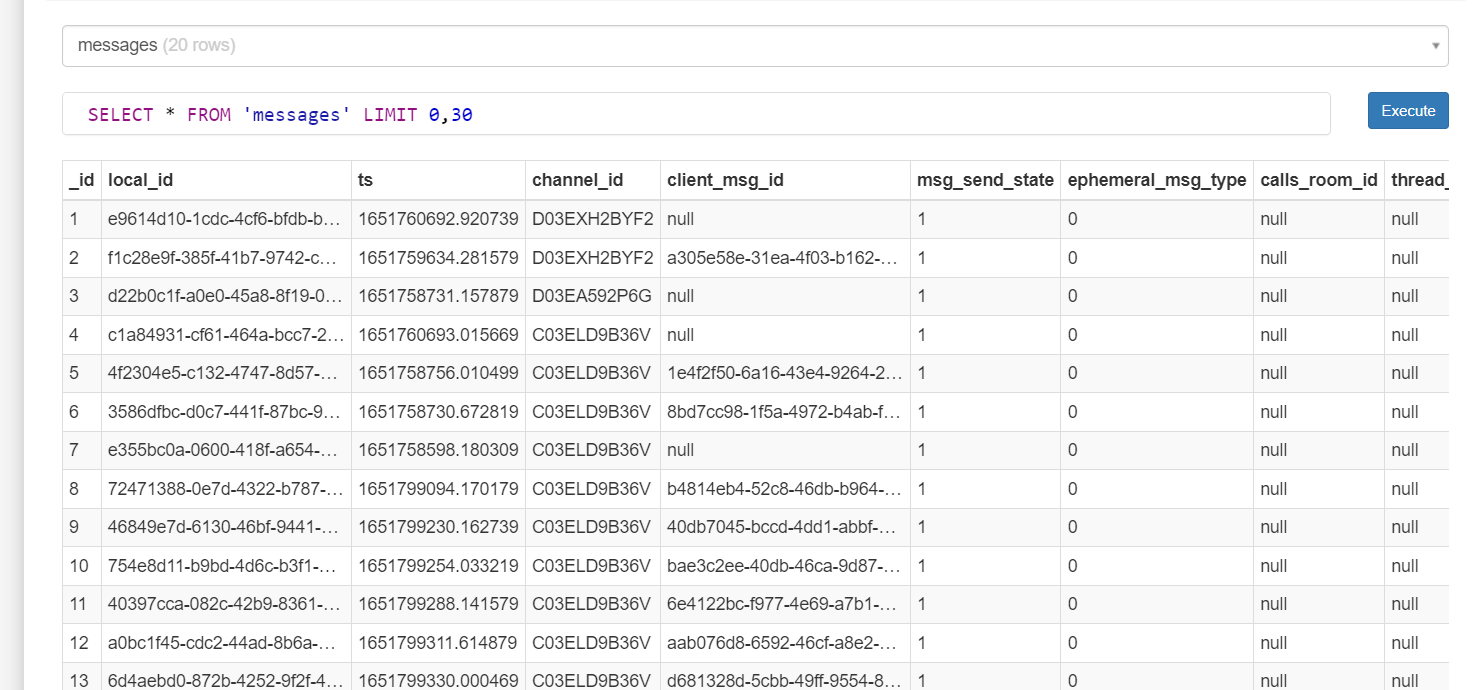 messages (20 rows)
SELECT * FROM 'messages' LIMIT 0,30
Execute
_id local_id ts channel_id client_msg_id msg_send_state ephemeral_msg_type calls_room_id thread_
1 e9614d10-1cdc-4cf6-bfdb-b... 1651760692.920739 D03EXH2BYF2 null 1 0 null null
2 f1c28e9f-385f-41b7-9742-c... 1651759634.281579 D03EXH2BYF2 a305e58e-31ea-4f03-b162-... 1 0 null null
3 d22b0c1f-a0e0-45a8-8f19-0... 1651758731.157879 D03EA592P6G null 1 0 null null
4 c1a84931-cf61-464a-bcc7-2... 1651760693.015669 C03ELD9B36V null 1 0 null null
5 4f2304e5-c132-4747-8d57-... 1651758756.010499 C03ELD9B36V 1e4f2f50-6a16-43e4-9264-2... 1 0 null null
6 3586dfbc-d0c7-441f-87bc-9... 1651758730.672819 C03ELD9B36V 8bd7cc98-1f5a-4972-b4ab-f... 1 0 null null
7 e355bc0a-0600-418f-a654-... 1651758598.180309 C03ELD9B36V null 1 0 null null
8 72471388-0e7d-4322-b787-... 1651799094.170179 C03ELD9B36V b4814eb4-52c8-46db-b964-... 1 0 null null
9 46849e7d-6130-46bf-9441-... 1651799230.162739 C03ELD9B36V 40db7045-bccd-4dd1-abbf-... 1 0 null null
10 754e8d11-b9bd-4d6c-b3f1-... 1651799254.033219 C03ELD9B36V bae3c2ee-40db-46ca-9d87-... 1 0 null null
11 40397cca-082c-42b9-8361-... 1651799288.141579 C03ELD9B36V 6e4122bc-f977-4e69-a7b1-... 1 0 null null
12 a0bc1f45-cdc2-44ad-8b6a-... 1651799311.614879 C03ELD9B36V aab076d8-6592-46cf-a8e2-... 1 0 null null
13 6d4aebd0-872b-4252-9f2f-4... 1651799330.000469 C03ELD9B36V d681328d-5cbb-49ff-9554-8... 1 0 null null